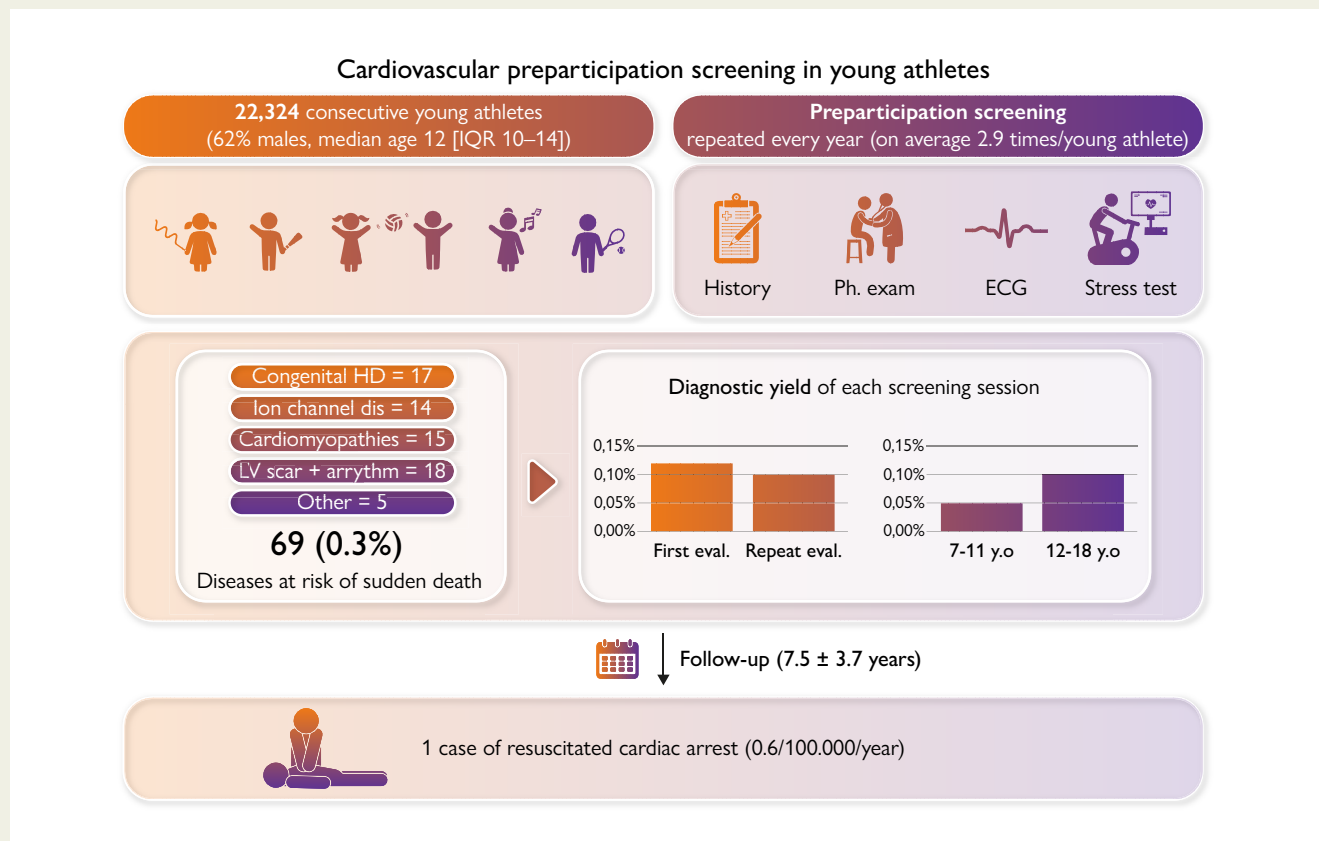 Cardiovascular preparticipation screening in young athletes
22,324 consecutive young athletes
(62% males, median age 12 [IQR 10–14])
Preparticipation screening
repeated every year (on average 2.9 times/young athlete)
History
Ph. exam
ECG
Stress test
Congenital HD = 17
Ion channel dis = 14
Cardiomyopathies = 15
LV scar + arrythm = 18
Other = 5
69 (0.3%)
Diseases at risk of sudden death
Diagnostic yield of each screening session
0,15%
0,10%
0,05%
0,00%
First eval. Repeat eval.
0,15%
0,10%
0,05%
0,00%
7-11 y.o 12-18 y.o
Follow-up (7.5 ± 3.7 years)
1 case of resuscitated cardiac arrest (0.6/100.000/year)